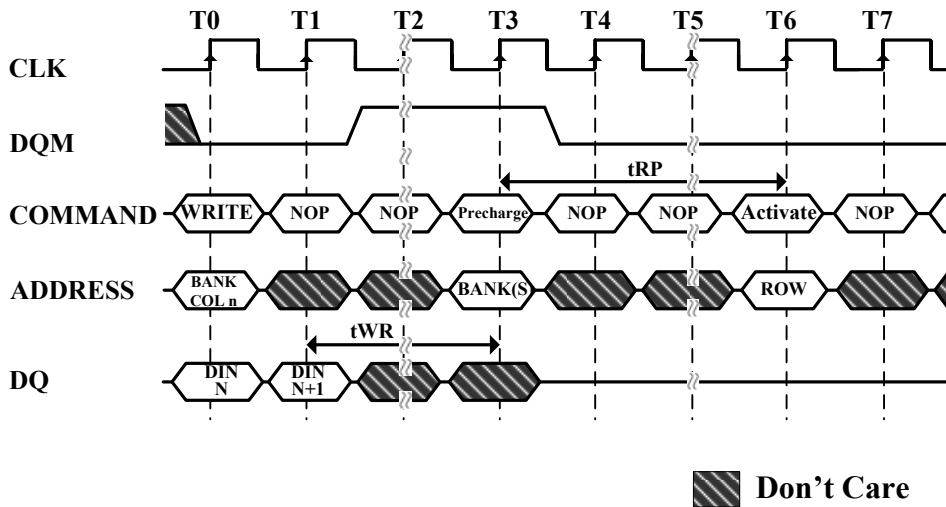 T0 T1 T2 T3 T4 T5 T6 T7
CLK
DQM
tRP
COMMAND WRITE NOP NOP Precharge NOP NOP Activate NOP
ADDRESS BANK COL n BANK(S ROW
tWR
DQ DIN N DIN N+1
Don't Care